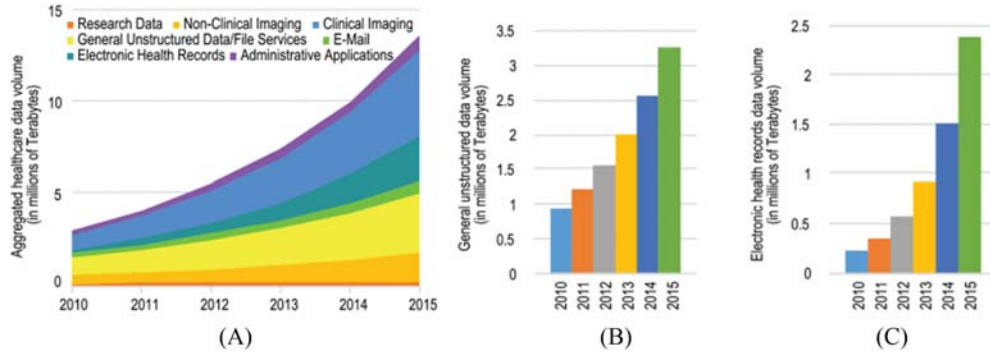 15
10
5
0
Research Data Non-Clinical Imaging Clinical Imaging
General Unstructured Data/File Services E-Mail
Electronic Health Records Administrative Applications
Aggregated healthcare data volume
(in millions of Terabytes)
2010 2011 2012 2013 2014 2015
(A)
General unstructured data volume
(in millions of Terabytes)
3.5
3
2.5
2
1.5
1
0.5
0
2010 2011 2012 2013 2014 2015
(B)
Electronic health records data volume
(in millions of Terabytes)
2.5
2
1.5
1
0.5
0
2010 2011 2012 2013 2014 2015
(C)